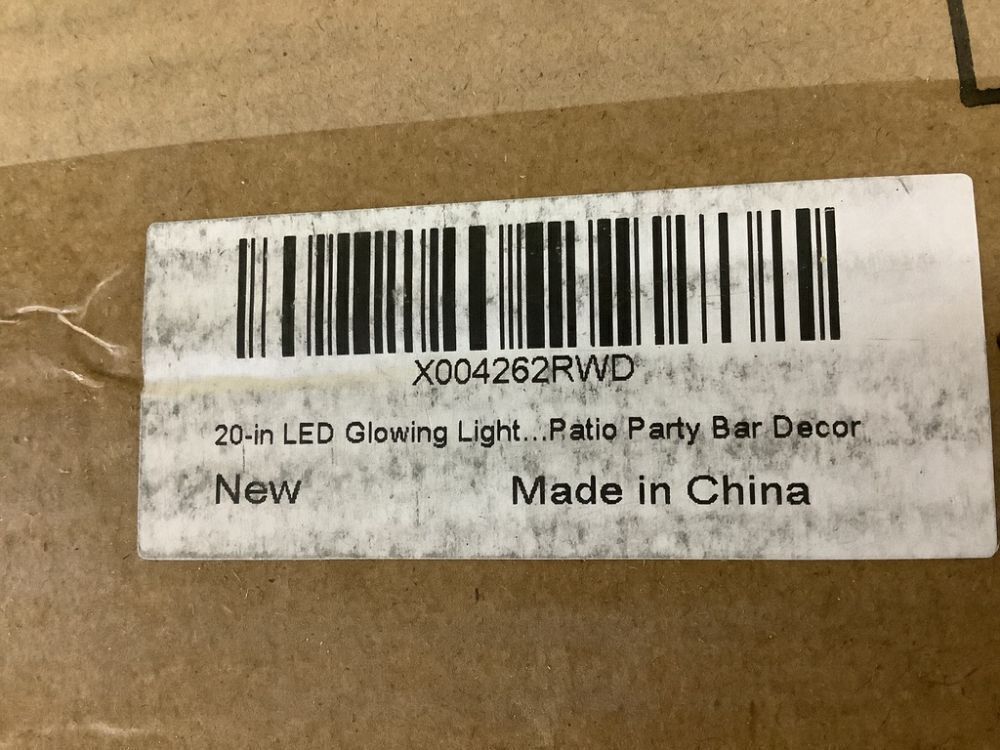 X004262RWD
20-in LED Glowing Light...Patio Party Bar Decor
New Made in China